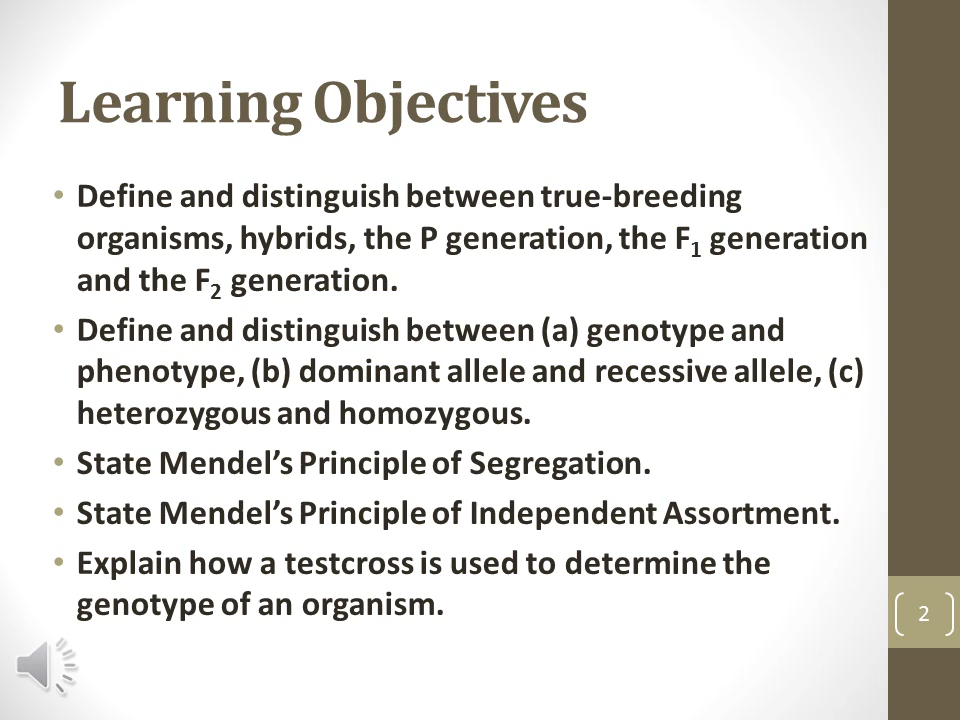 Learning Objectives
• Define and distinguish between true-breeding
organisms, hybrids, the P generation, the F₁ generation
and the F₂ generation.
• Define and distinguish between (a) genotype and
phenotype, (b) dominant allele and recessive allele, (c)
heterozygous and homozygous.
• State Mendel’s Principle of Segregation.
• State Mendel’s Principle of Independent Assortment.
• Explain how a testcross is used to determine the
genotype of an organism.
2